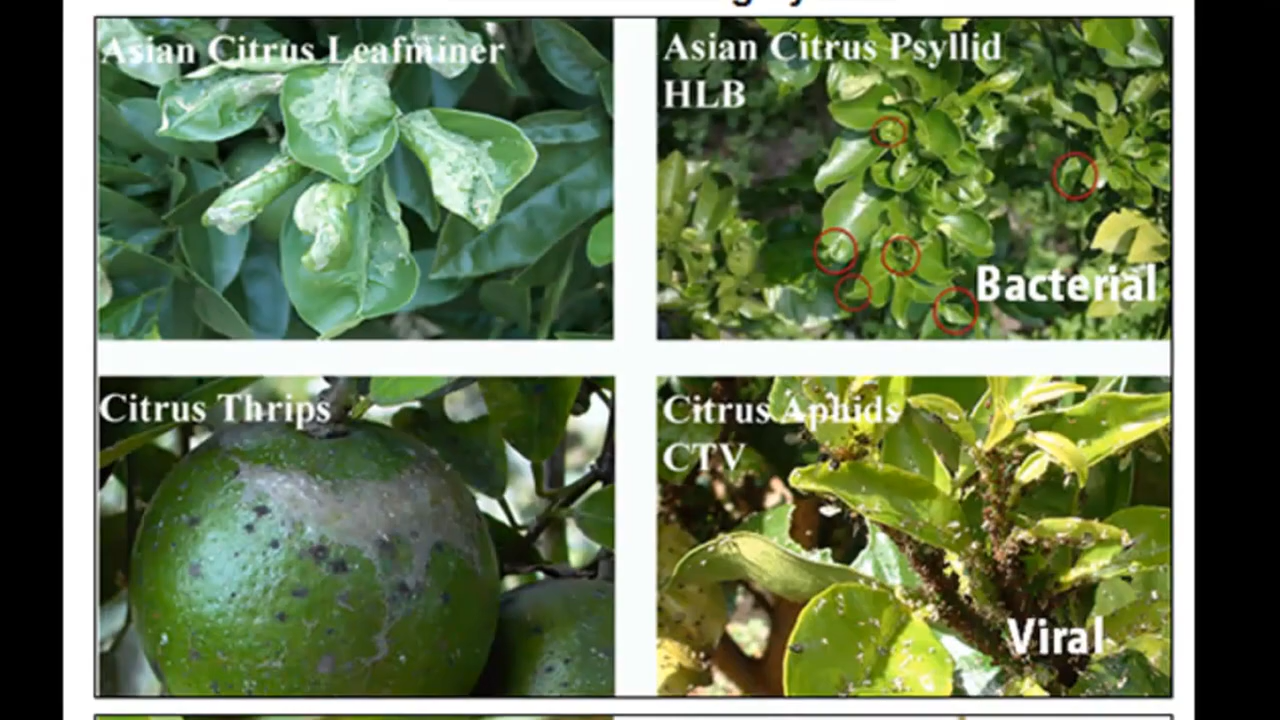 Asian Citrus Leafminer
Asian Citrus Psyllid
HLB
Bacterial
Citrus Thrips
Citrus Aphids
CTV
Viral